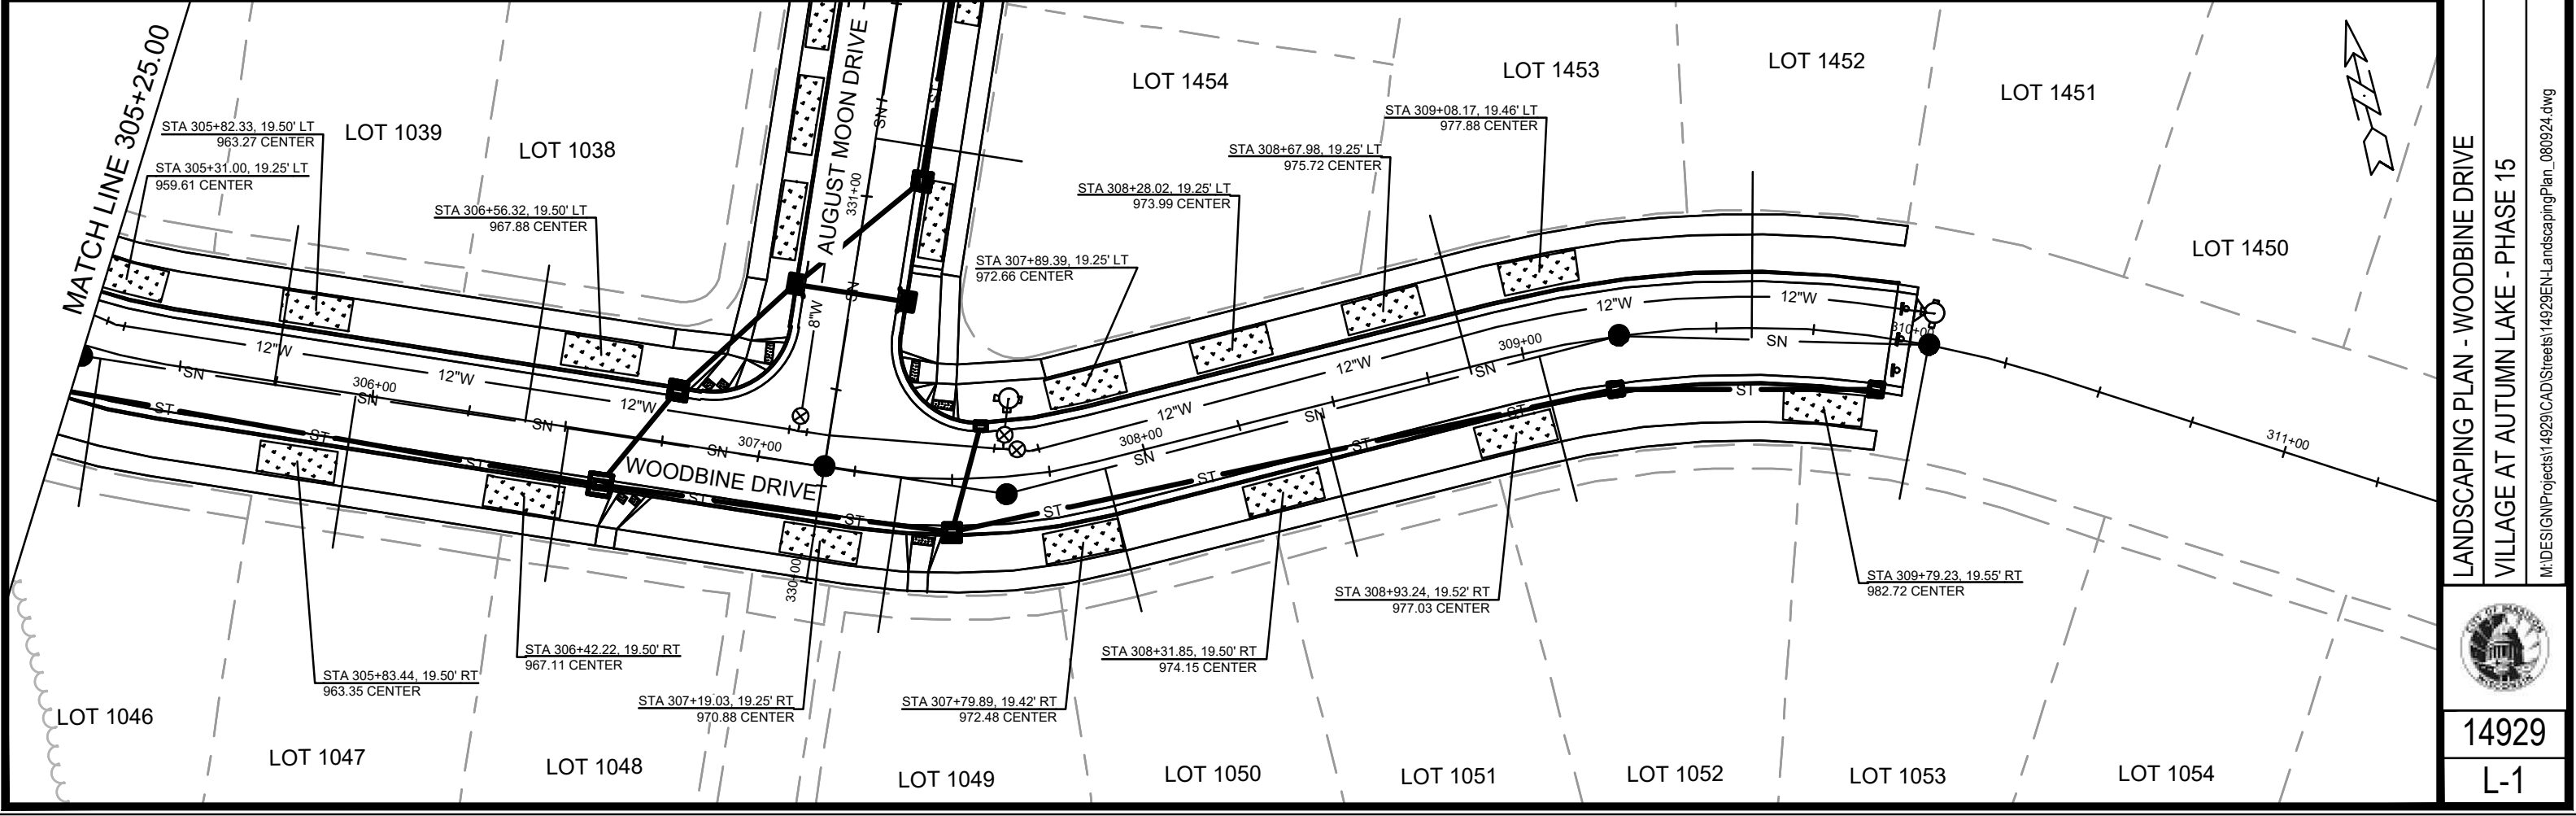 MATCH LINE 305+25.00
STA 305+82.33, 19.50' LT
963.27 CENTER
STA 305+31.00, 19.25' LT
959.61 CENTER
LOT 1039
LOT 1038
STA 306+56.32, 19.50' LT
967.88 CENTER
AUGUST MOON DRIVE
331+00
SN
ST
SN
8"W
LOT 1454
LOT 1453
LOT 1452
LOT 1451
LOT 1450
STA 309+08.17, 19.46' LT
977.88 CENTER
STA 308+67.98, 19.25' LT
975.72 CENTER
STA 308+28.02, 19.25' LT
973.99 CENTER
STA 307+89.39, 19.25' LT
972.66 CENTER
12"W
12"W
12"W
12"W
12"W
12"W
12"W
SN
306+00
SN
SN
SN
307+00
308+00
SN
SN
SN
309+00
SN
310+00
311+00
ST
ST
ST
ST
ST
ST
ST
ST
ST
ST
WOODBINE DRIVE
330+00
STA 305+83.44, 19.50' RT
963.35 CENTER
STA 306+42.22, 19.50' RT
967.11 CENTER
STA 307+19.03, 19.25' RT
970.88 CENTER
STA 307+79.89, 19.42' RT
972.48 CENTER
STA 308+31.85, 19.50' RT
974.15 CENTER
STA 308+93.24, 19.52' RT
977.03 CENTER
STA 309+79.23, 19.55' RT
982.72 CENTER
LOT 1046
LOT 1047
LOT 1048
LOT 1049
LOT 1050
LOT 1051
LOT 1052
LOT 1053
LOT 1054
LANDSCAPING PLAN - WOODBINE DRIVE
VILLAGE AT AUTUMN LAKE - PHASE 15
M:\DESIGN\Projects\14929\CAD\Streets\14929EN-LandscapingPlan_080924.dwg
CITY OF MADISON
WISCONSIN
14929
L-1